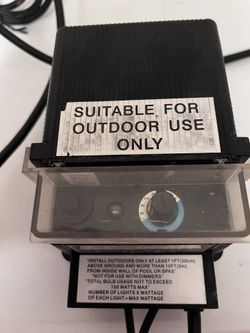 SUITABLE FOR
OUTDOOR USE
ONLY
"INSTALL OUTDOORS ONLY AT LEAST 1FT(30cm)
ABOVE GROUND AND MORE THAN 10FT(3m)
FROM INSIDE WALL OF POOL OR SPAS"
"NOT FOR USE WITH DIMMERS"
TOTAL BULB USAGE NOT TO EXCEED
"150 WATTS MAX"
NUMBER OF LIGHTS X WATTAGE
OF EACH LIGHT=MAX WATTAGE